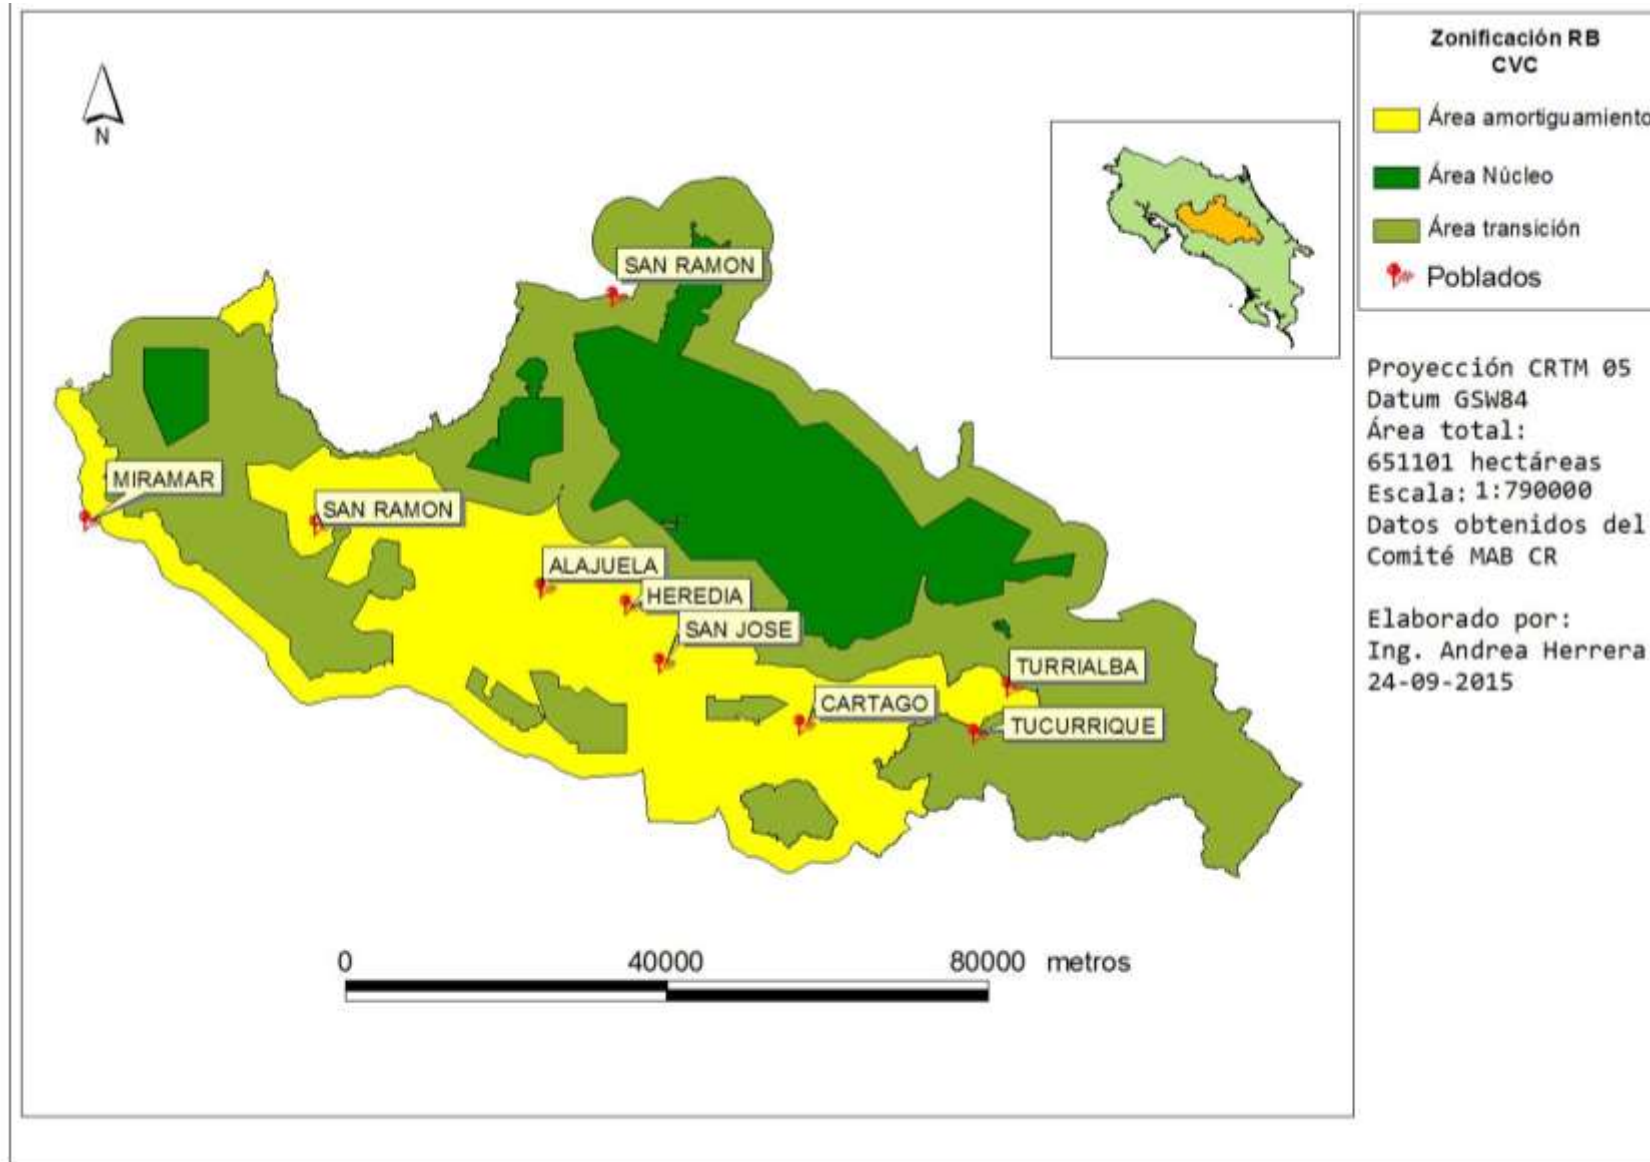 Zonificación RB
CVC
Área amortiguamiento
Área Núcleo
Área transición
Poblados
N
SAN RAMON
MIRAMAR
SAN RAMON
ALAJUELA
HEREDIA
SAN JOSE
TURRIALBA
CARTAGO
TUCURRIQUE
0 40000 80000 metros
Proyección CRTM 05
Datum GSW84
Área total:
651101 hectáreas
Escala: 1:790000
Datos obtenidos del
Comité MAB CR
Elaborado por:
Ing. Andrea Herrera
24-09-2015